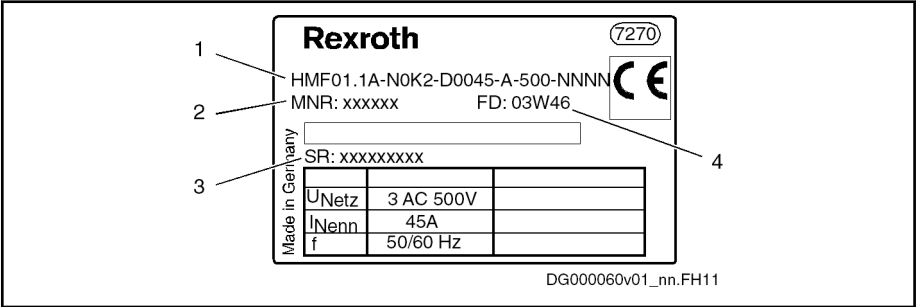 Rexroth
7270
1
HMF01.1A-N0K2-D0045-A-500-NNNN
CE
2
MNR: xxxxxx FD: 03W46
4
3
SR: xxxxxxxxx
Made in Germany
UNetz 3 AC 500V
INenn 45A
f 50/60 Hz
DG000060v01_nn.FH11